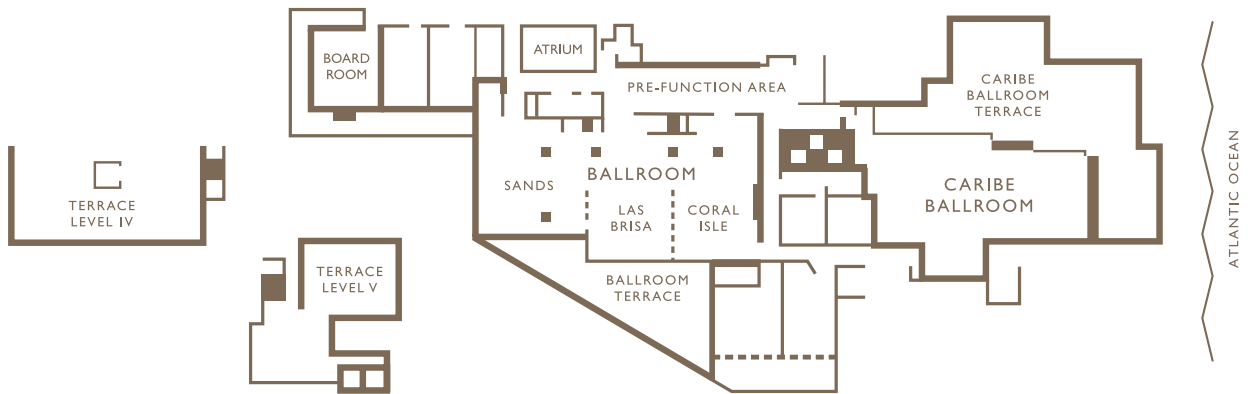 ATRIUM
BOARD
ROOM
PRE-FUNCTION AREA
CARIBE
BALLROOM
TERRACE
BALLROOM
SANDS
CARIBE
BALLROOM
TERRACE
LEVEL IV
LAS
BRISA
CORAL
ISLE
ATLANTIC OCEAN
TERRACE
LEVEL V
BALLROOM
TERRACE